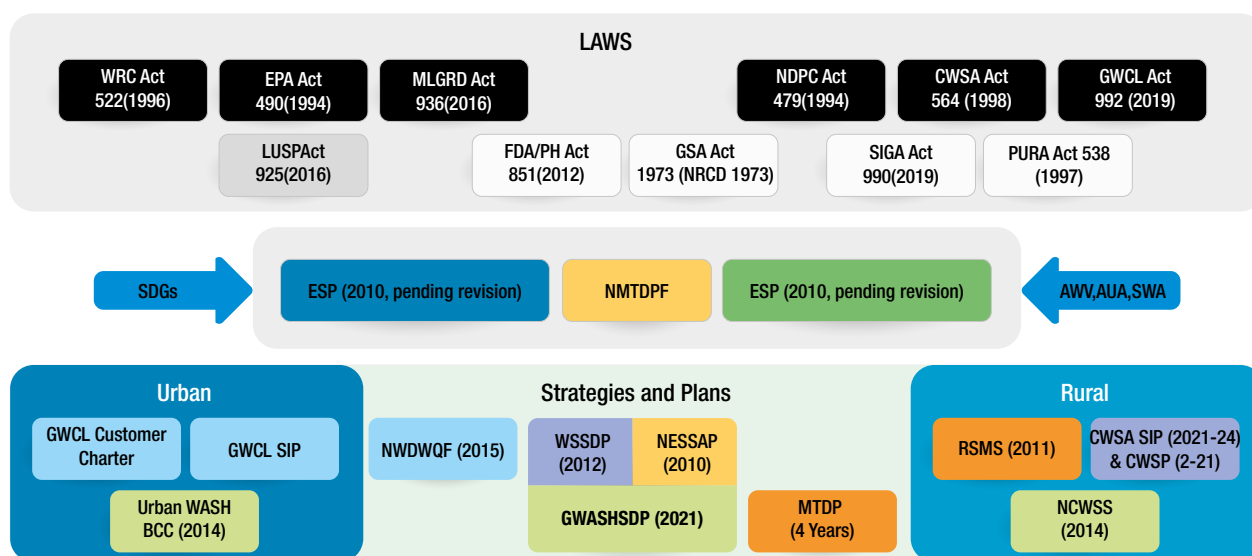 LAWS
WRC Act
522(1996)
EPA Act
490(1994)
MLGRD Act
936(2016)
NDPC Act
479(1994)
CWSA Act
564 (1998)
GWCL Act
992 (2019)
LUSPAct
925(2016)
FDA/PH Act
851(2012)
GSA Act
1973 (NRCD 1973)
SIGA Act
990(2019)
PURA Act 538
(1997)
SDGs
ESP (2010, pending revision)
NMTDPF
ESP (2010, pending revision)
AWV,AUA,SWA
Urban
GWCL Customer
Charter
GWCL SIP
Urban WASH
BCC (2014)
Strategies and Plans
NWDWQF (2015)
WSSDP
(2012)
NESSAP
(2010)
GWASHSDP (2021)
MTDP
(4 Years)
Rural
RSMS (2011)
CWSA SIP (2021-24)
& CWSP (2-21)
NCWSS
(2014)